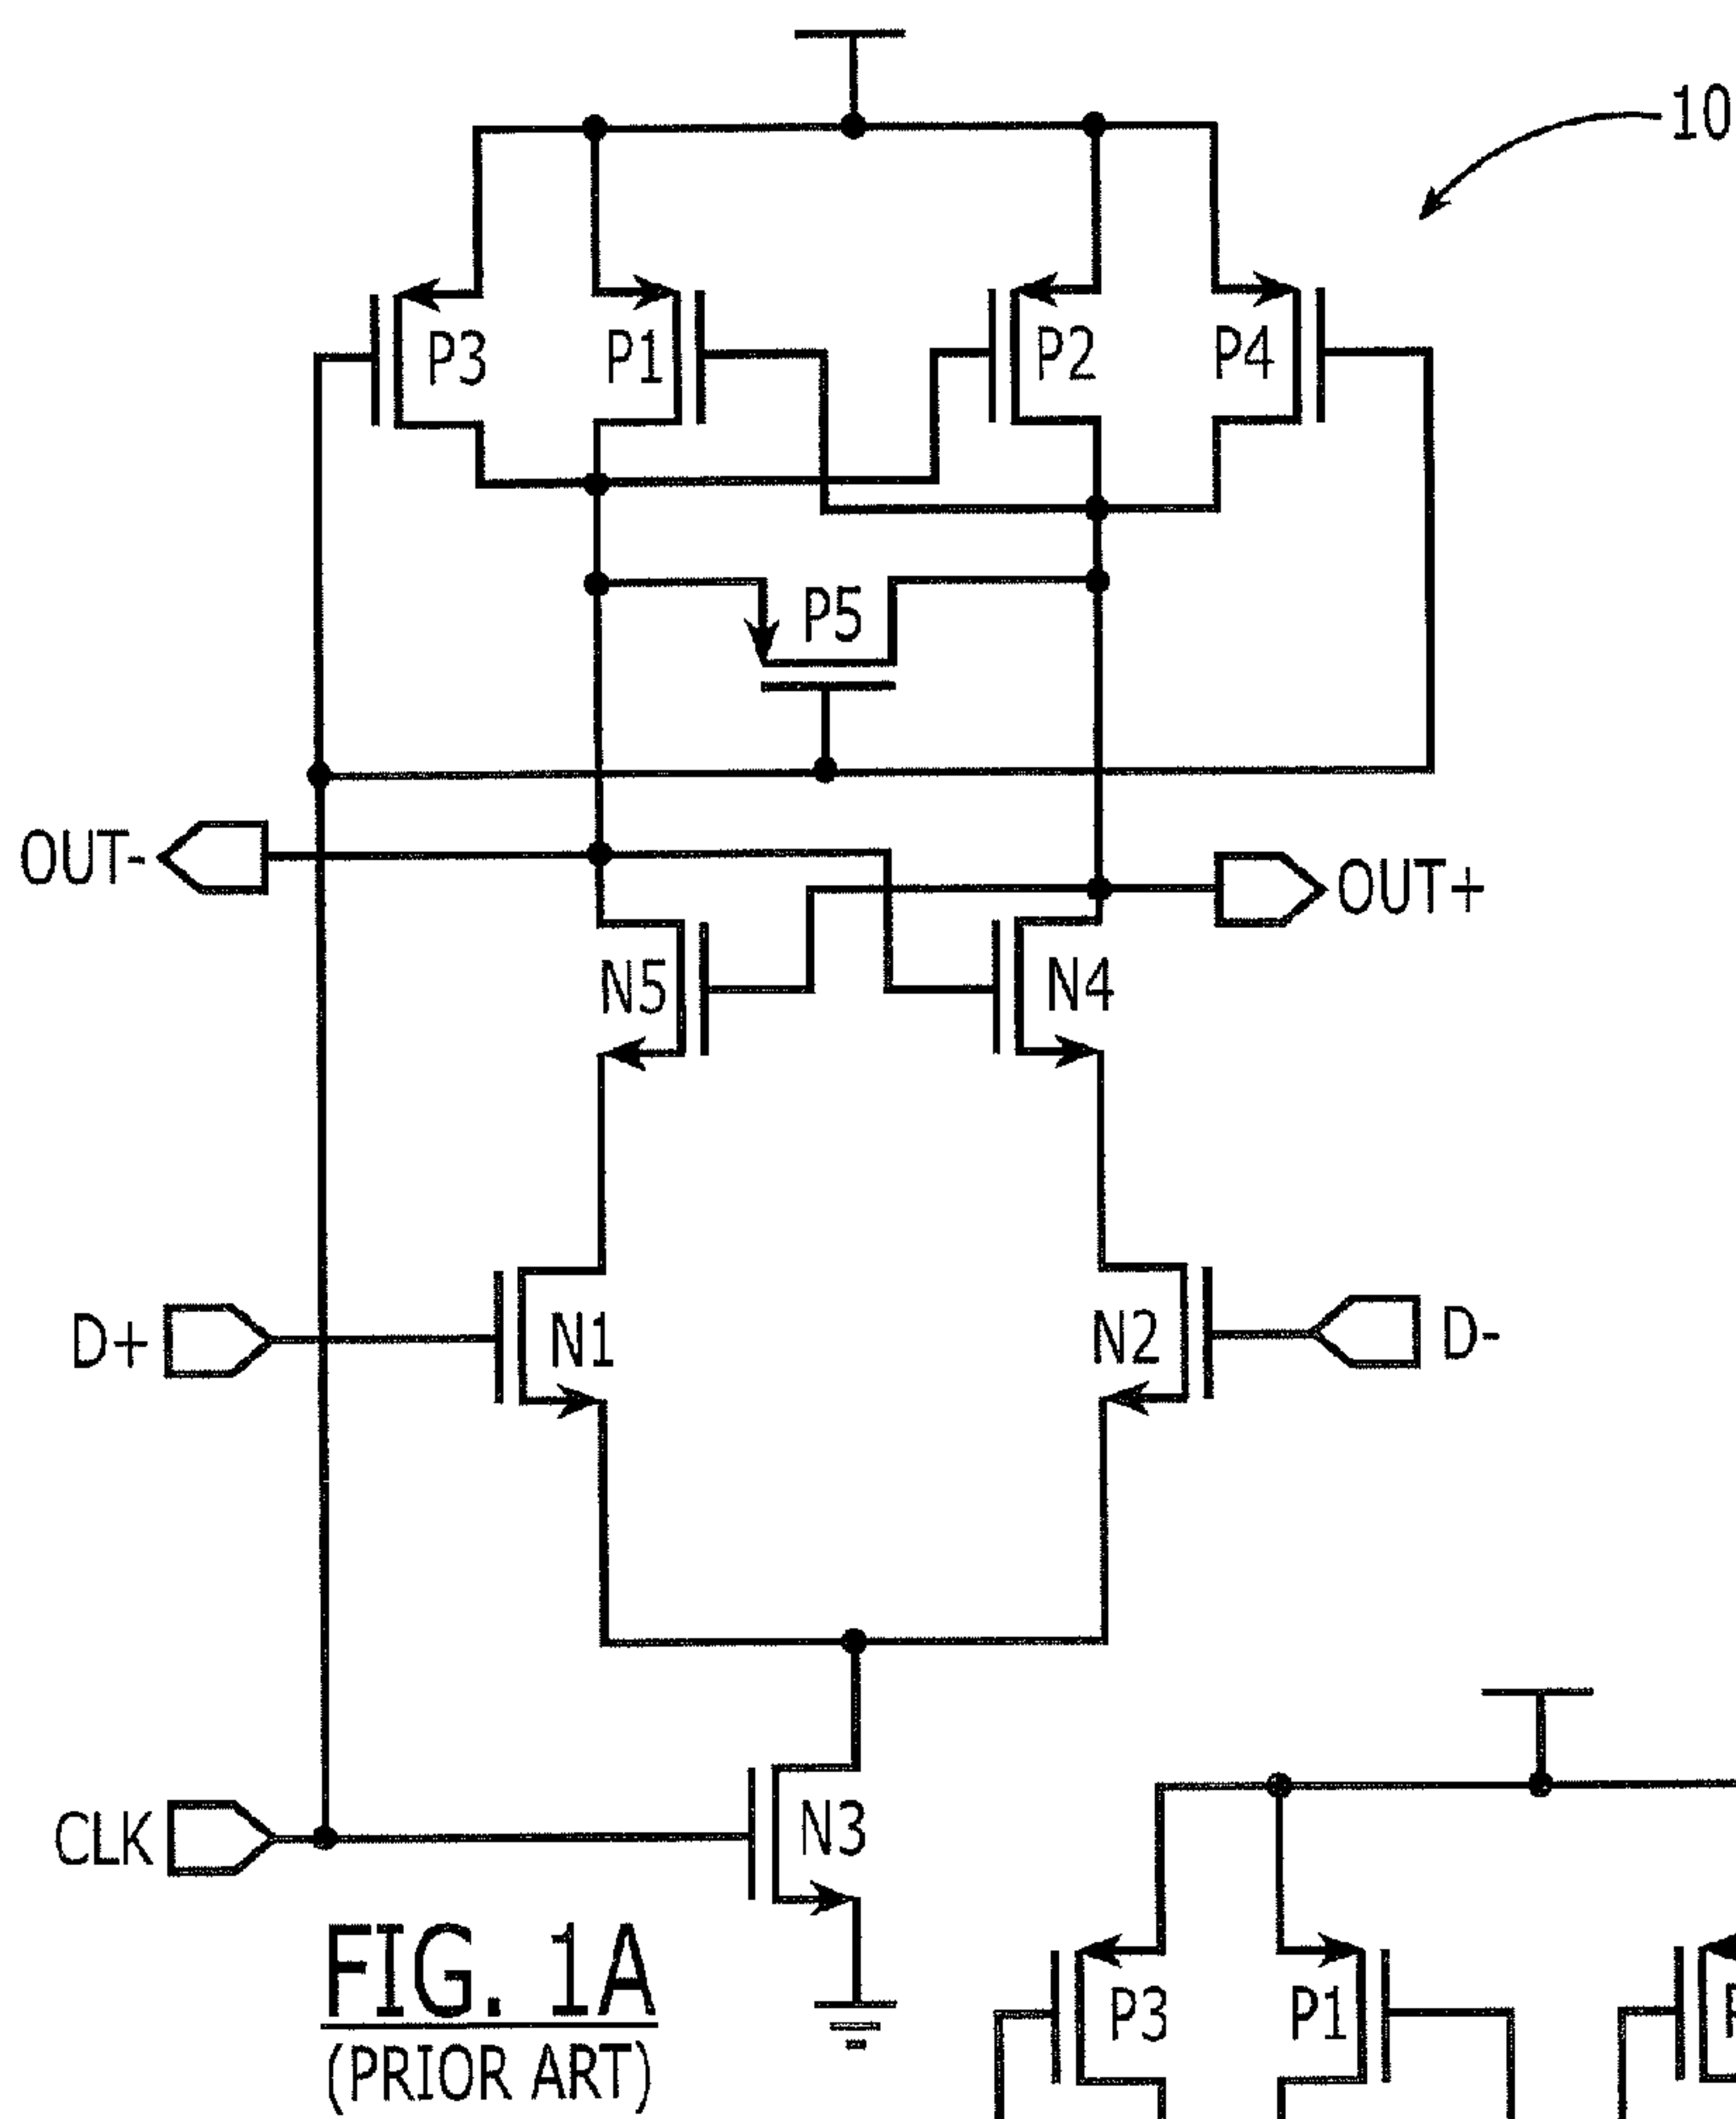 10
P3
P1
P2
P4
P5
OUT-
OUT+
N5
N4
D+
N1
N2
D-
CLK
N3
FIG. 1A
(PRIOR ART)
P3
P1